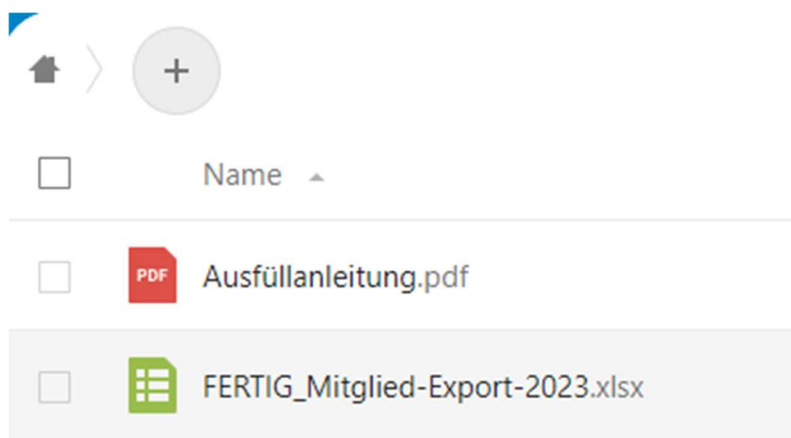 +
Name
PDF Ausfüllanleitung.pdf
FERTIG_Mitglied-Export-2023.xlsx